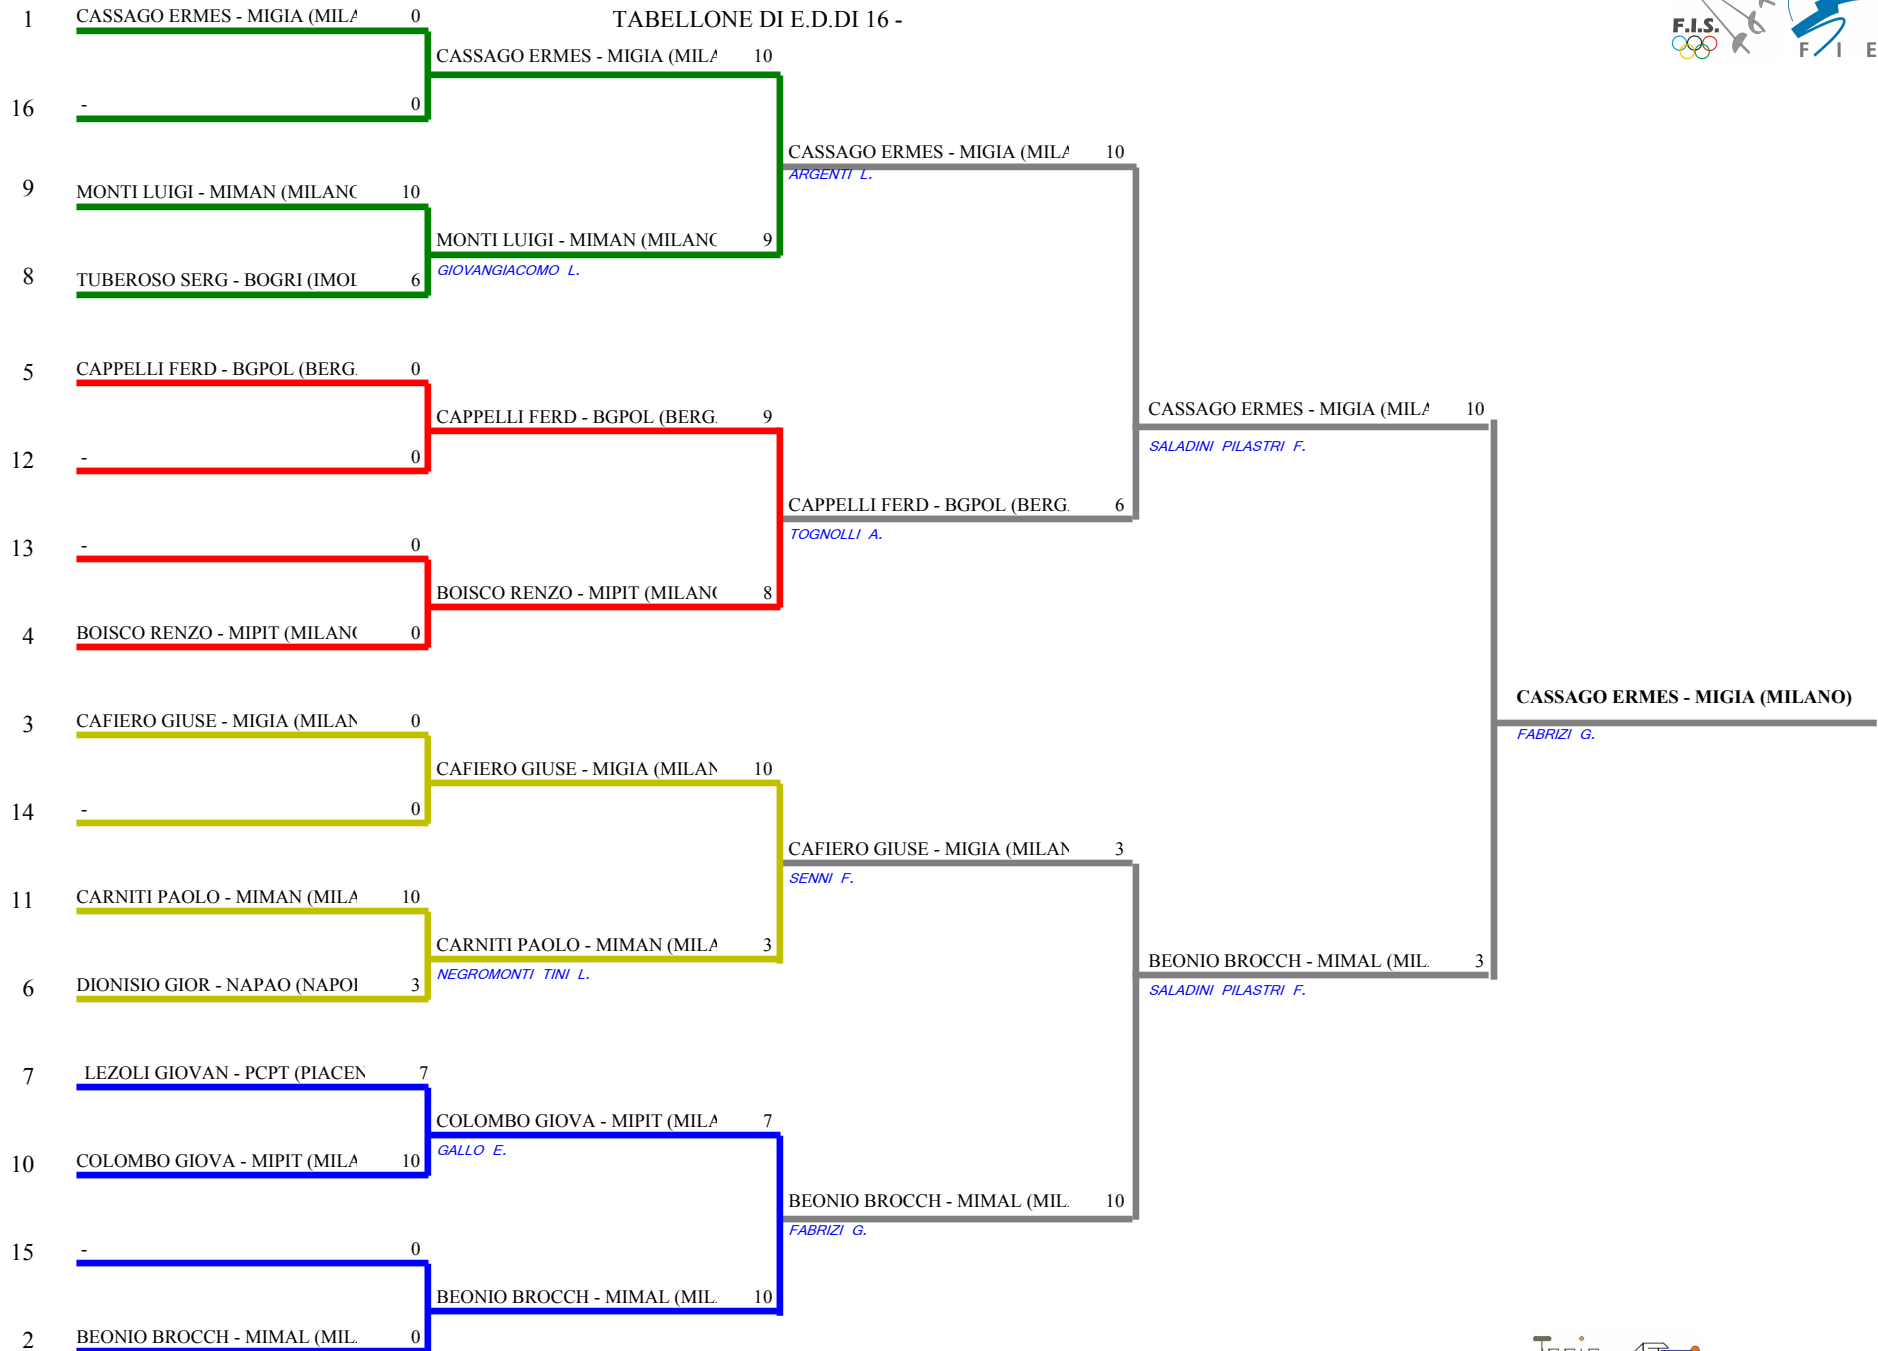 TABELLONE DI E.D.DI 16 -
F.I.S.
F I E
1 CASSAGO ERMES - MIGIA (MILA 0
CASSAGO ERMES - MIGIA (MILA 10
16 - 0
CASSAGO ERMES - MIGIA (MILA 10
ARGENTI L.
9 MONTI LUIGI - MIMAN (MILANO 10
MONTI LUIGI - MIMAN (MILANO 9
GIOVANGIACOMO L.
8 TUBEROSO SERG - BOGRI (IMOL 6
5 CAPPELLI FERD - BGPOL (BERG. 0
CASSAGO ERMES - MIGIA (MILA 10
CAPPELLI FERD - BGPOL (BERG. 9
SALADINI PILASTRI F.
12 - 0
CAPPELLI FERD - BGPOL (BERG. 6
TOGNOLLI A.
13 - 0
BOISCO RENZO - MIPIT (MILANO 8
4 BOISCO RENZO - MIPIT (MILANO 0
CASSAGO ERMES - MIGIA (MILANO)
3 CAFIERO GIUSE - MIGIA (MILAN 0
FABRIZI G.
CAFIERO GIUSE - MIGIA (MILAN 10
14 - 0
CAFIERO GIUSE - MIGIA (MILAN 3
SENNI F.
11 CARNITI PAOLO - MIMAN (MILA 10
CARNITI PAOLO - MIMAN (MILA 3
BEONIO BROCCH - MIMAL (MIL. 3
NEGROMONTI TINI L.
6 DIONISIO GIOR - NAPAO (NAPOI 3
SALADINI PILASTRI F.
7 LEZOLI GIOVAN - PCPT (PIACEN 7
COLOMBO GIOVA - MIPIT (MILA 7
GALLO E.
10 COLOMBO GIOVA - MIPIT (MILA 10
BEONIO BROCCH - MIMAL (MIL. 10
FABRIZI G.
15 - 0
BEONIO BROCCH - MIMAL (MIL. 10
2 BEONIO BROCCH - MIMAL (MIL. 0